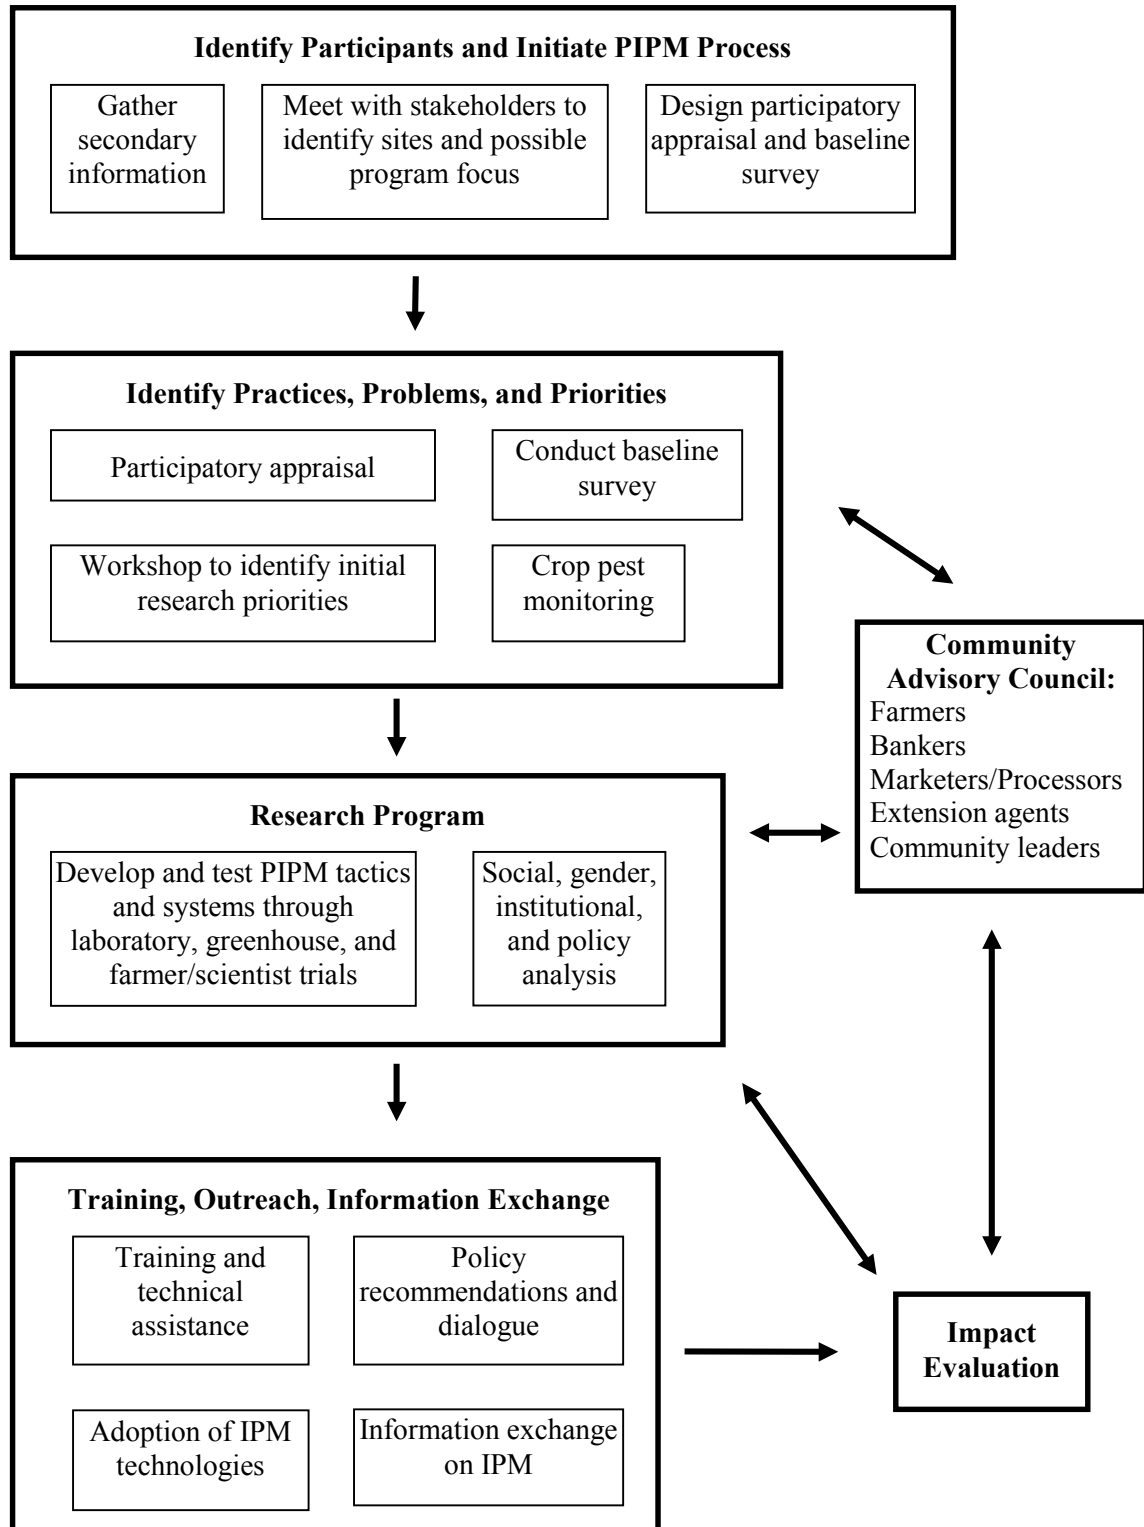 Identify Participants and Initiate PIPM Process
Gather
secondary
information
Meet with stakeholders to
identify sites and possible
program focus
Design participatory
appraisal and baseline
survey
Identify Practices, Problems, and Priorities
Participatory appraisal
Conduct baseline
survey
Workshop to identify initial
research priorities
Crop pest
monitoring
Community
Advisory Council:
Farmers
Bankers
Marketers/Processors
Extension agents
Community leaders
Research Program
Develop and test PIPM tactics
and systems through
laboratory, greenhouse, and
farmer/scientist trials
Social, gender,
institutional,
and policy
analysis
Training, Outreach, Information Exchange
Training and
technical
assistance
Policy
recommendations and
dialogue
Adoption of IPM
technologies
Information exchange
on IPM
Impact
Evaluation